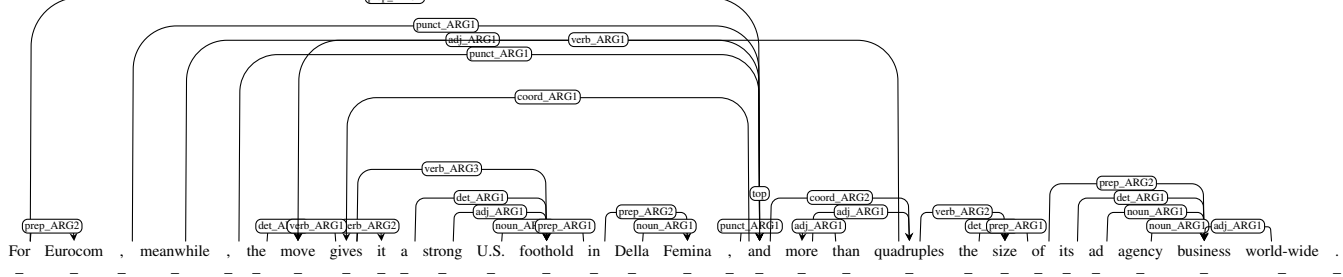 punct_ARG1
adj_ARG1 verb_ARG1
punct_ARG1
coord_ARG1
verb_ARG3
prep_ARG2
top
det_ARG1 coord_ARG2 det_ARG1
adj_ARG1 prep_ARG2 adj_ARG1 verb_ARG2 noun_ARG1
prep_ARG2 verb_ARG1 prep_ARG1 noun_ARG1 punct_ARG1 adj_ARG1 prep_ARG1 noun_ARG1 adj_ARG1
For Eurocom , meanwhile , the move gives it a strong U.S. foothold in Della Femina , and more than quadruples the size of its ad agency business world-wide .